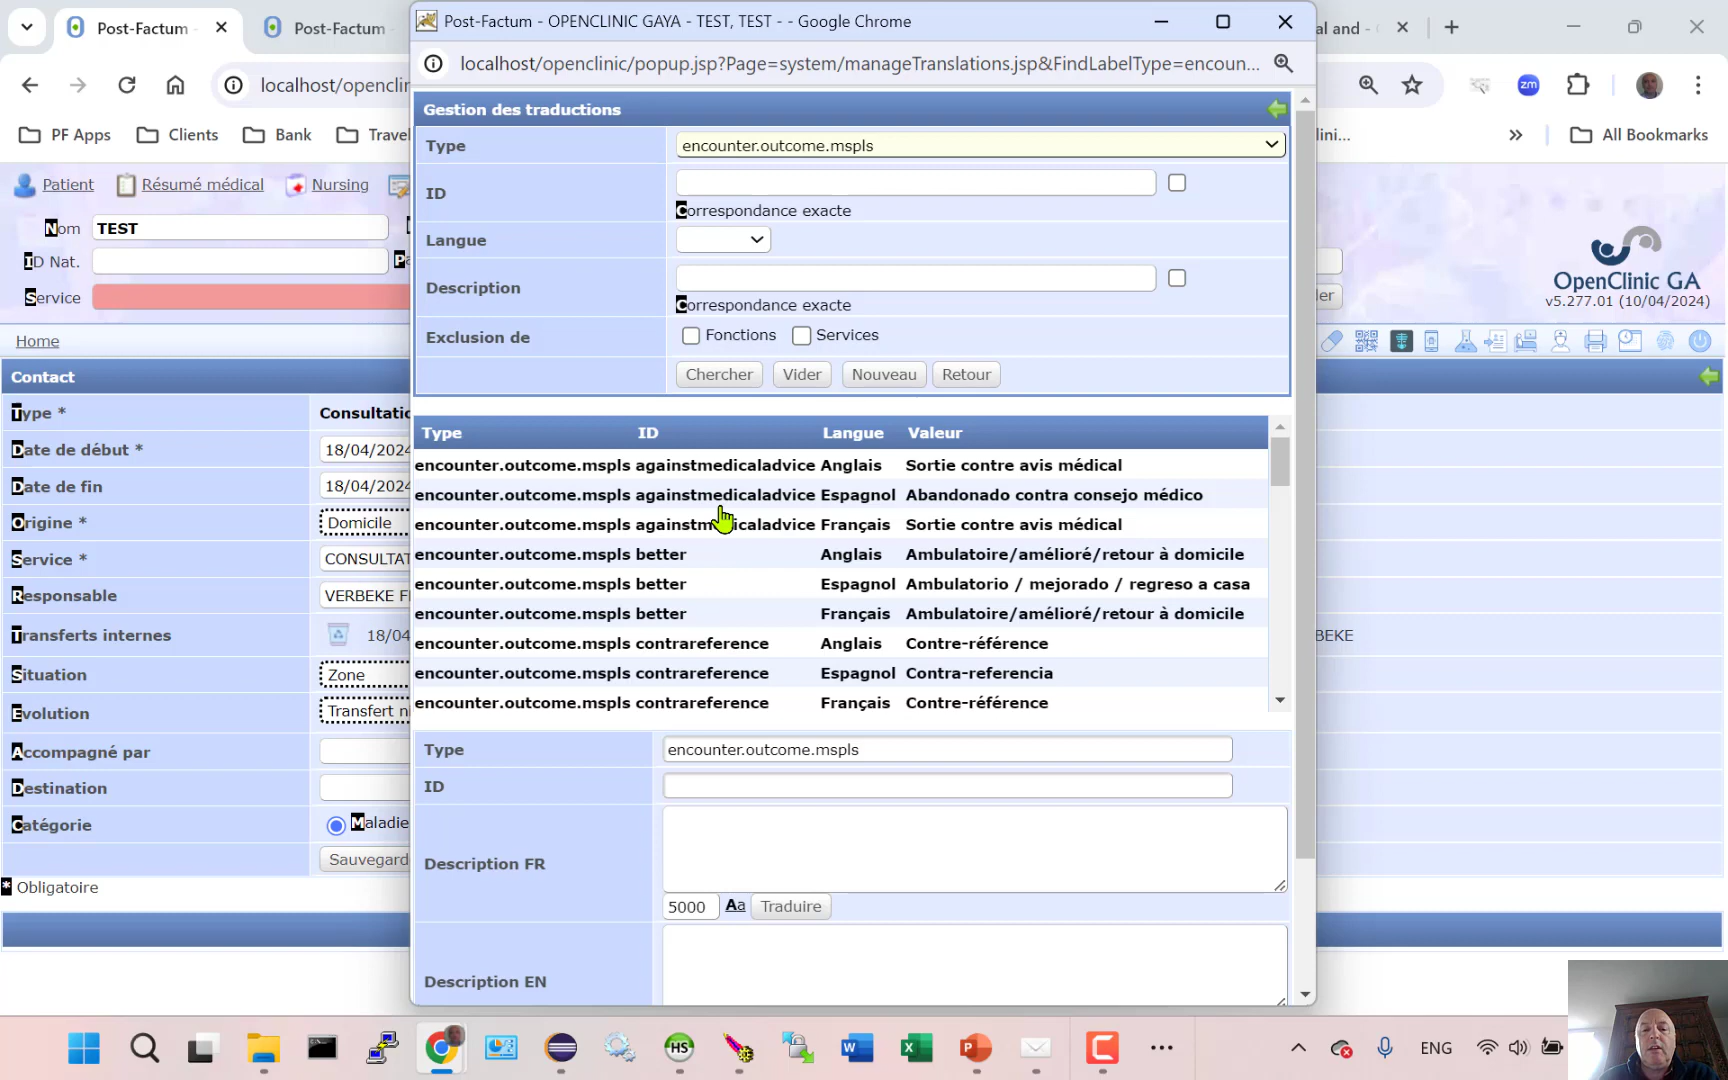 Post-Factum
Post-Factum
Post-Factum - OPENCLINIC GAYA - TEST, TEST - - Google Chrome
al and -
localhost/openclin
localhost/openclinic/popup.jsp?Page=system/manageTranslations.jsp&FindLabelType=encoun...
zm
PF Apps
Clients
Bank
Travel
lini...
»
All Bookmarks
Patient
Résumé médical
Nursing
Nom
TEST
ID Nat.
Service
OpenClinic GA
v5.277.01 (10/04/2024)
Home
Contact
Type *
Consultatio
Date de début *
18/04/2024
Date de fin
18/04/2024
Origine *
Domicile
Service *
CONSULTAT
Responsable
VERBEKE F
Transferts internes
18/04
BEKE
Situation
Zone
Evolution
Transfert n
Accompagné par
Destination
Catégorie
Maladie
Sauvegard
* Obligatoire
Gestion des traductions
Type
encounter.outcome.mspls
ID
Correspondance exacte
Langue
Description
Correspondance exacte
Exclusion de
Fonctions
Services
Chercher
Vider
Nouveau
Retour
Type ID Langue Valeur
encounter.outcome.mspls againstmedicaladvice Anglais Sortie contre avis médical
encounter.outcome.mspls againstmedicaladvice Espagnol Abandonado contra consejo médico
encounter.outcome.mspls againstmedicaladvice Français Sortie contre avis médical
encounter.outcome.mspls better Anglais Ambulatoire/amélioré/retour à domicile
encounter.outcome.mspls better Espagnol Ambulatorio / mejorado / regreso a casa
encounter.outcome.mspls better Français Ambulatoire/amélioré/retour à domicile
encounter.outcome.mspls contrareference Anglais Contre-référence
encounter.outcome.mspls contrareference Espagnol Contra-referencia
encounter.outcome.mspls contrareference Français Contre-référence
Type
encounter.outcome.mspls
ID
Description FR
5000 Aa Traduire
Description EN
HS
ENG